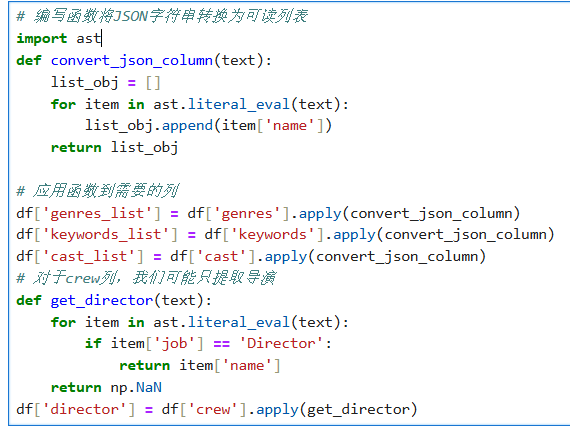 # 编写函数将JSON字符串转换为可读列表
import ast
def convert_json_column(text):
    list_obj = []
    for item in ast.literal_eval(text):
        list_obj.append(item['name'])
    return list_obj

# 应用函数到需要的列
df['genres_list'] = df['genres'].apply(convert_json_column)
df['keywords_list'] = df['keywords'].apply(convert_json_column)
df['cast_list'] = df['cast'].apply(convert_json_column)
# 对于crew列，我们可能只提取导演
def get_director(text):
    for item in ast.literal_eval(text):
        if item['job'] == 'Director':
            return item['name']
    return np.NaN
df['director'] = df['crew'].apply(get_director)